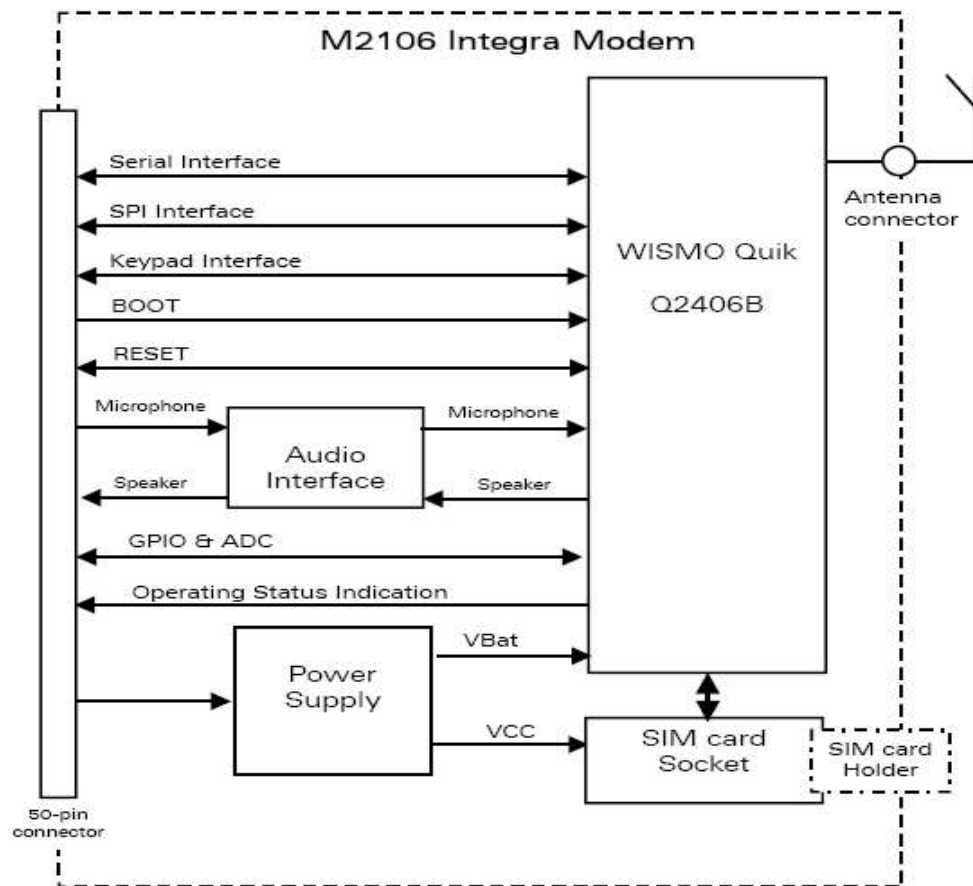 M2106 Integra Modem
Serial Interface
SPI Interface
Keypad Interface
BOOT
RESET
Microphone
Microphone
Audio
Interface
Speaker
Speaker
GPIO & ADC
Operating Status Indication
WISMO Quik
Q2406B
Antenna
connector
Power
Supply
VBat
VCC
SIM card
Socket
SIM card
Holder
50-pin
connector